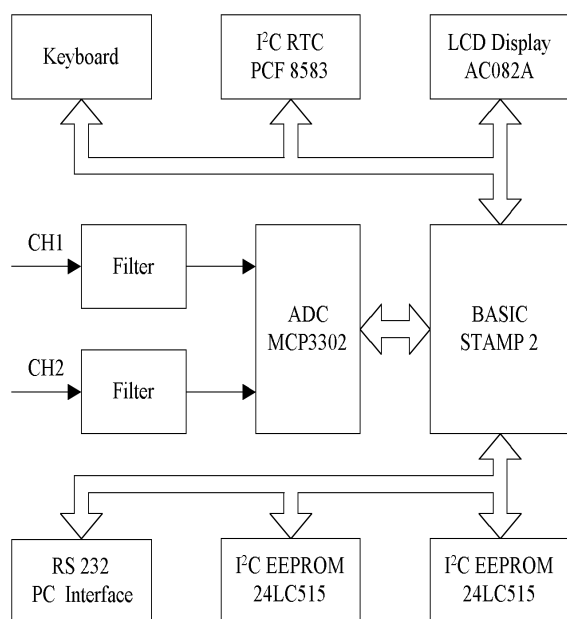 Keyboard
I²C RTC
PCF 8583
LCD Display
AC082A
CH1
Filter
ADC
MCP3302
BASIC
STAMP 2
CH2
Filter
RS 232
PC Interface
I²C EEPROM
24LC515
I²C EEPROM
24LC515